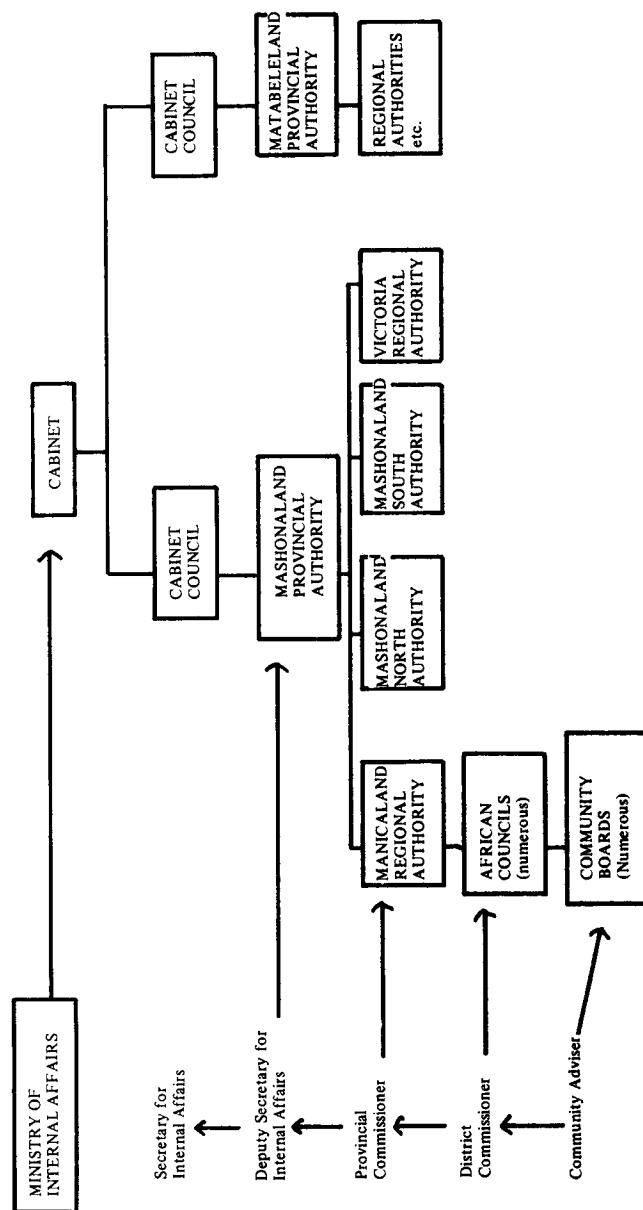 MINISTRY OF
INTERNAL AFFAIRS
CABINET
Secretary for
Internal Affairs
CABINET
COUNCIL
CABINET
COUNCIL
Deputy Secretary for
Internal Affairs
MASHONALAND
PROVINCIAL
AUTHORITY
MATABELELAND
PROVINCIAL
AUTHORITY
Provincial
Commissioner
MANICALAND
REGIONAL
AUTHORITY
MASHONALAND
NORTH
AUTHORITY
MASHONALAND
SOUTH
AUTHORITY
VICTORIA
REGIONAL
AUTHORITY
REGIONAL
AUTHORITIES
etc.
District
Commissioner
AFRICAN
COUNCILS
(numerous)
Community Adviser
COMMUNITY
BOARDS
(Numerous)